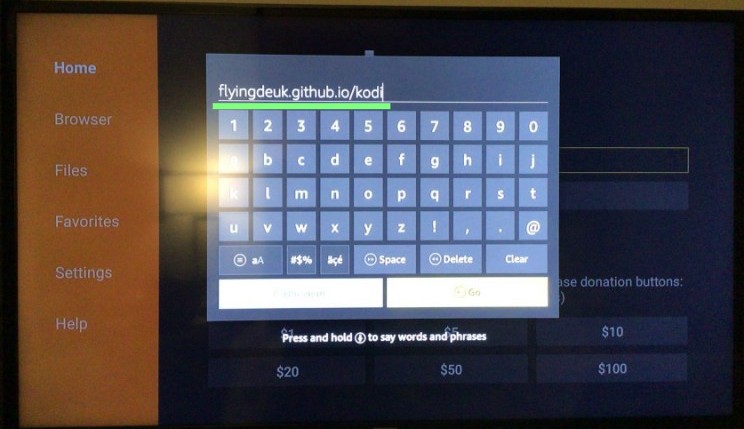 Home
Browser
Files
Favorites
Settings
Help
flyingdeuk.github.io/kodi
1 2 3 4 5 6 7 8 9 0
a b c d e f g h i j
k l m n o p q r s t
u v w x y z ! , . @
aA #$% äçé Space Delete Clear
Go
ase donation buttons:
)
Press and hold to say words and phrases
$1 $5 $10
$20 $50 $100